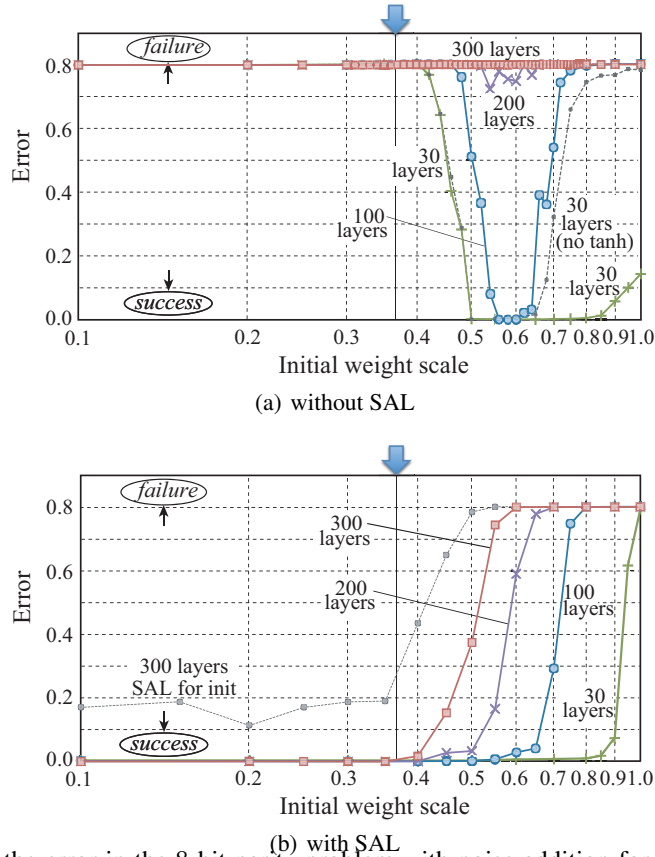 failure
300 layers
0.8
200
layers
0.6
Error
30
layers
0.4
100
layers
30
layers
(no tanh)
0.2
30
layers
success
0.0
0.1 0.2 0.3 0.4 0.5 0.6 0.7 0.8 0.91.0
Initial weight scale
(a) without SAL
failure
0.8
300
layers
0.6
200
layers
100
layers
Error
0.4
300 layers
SAL for init
0.2
30
layers
success
0.0
0.1 0.2 0.3 0.4 0.5 0.6 0.7 0.8 0.91.0
Initial weight scale
(b) with SAL